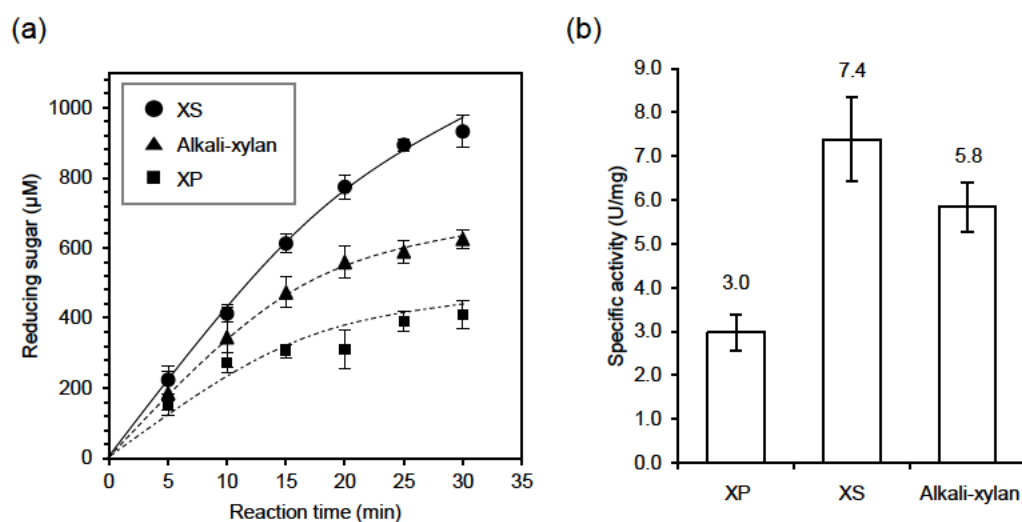 (a)
(b)
XS
Alkali-xylan
XP
Reducing sugar (μM)
1000
800
600
400
200
0
0 5 10 15 20 25 30 35
Reaction time (min)
Specific activity (U/mg)
9.0
8.0
7.0
6.0
5.0
4.0
3.0
2.0
1.0
0.0
3.0
7.4
5.8
XP XS Alkali-xylan